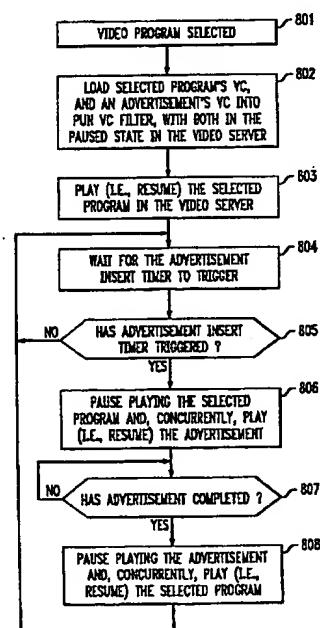 801
VIDEO PROGRAM SELECTED
802
LOAD SELECTED PROGRAM'S VC,
AND AN ADVERTISEMENT'S VC INTO
PUN VC FILTER, WITH BOTH IN THE
PAUSED STATE IN THE VIDEO SERVER
803
PLAY (I.E., RESUME) THE SELECTED
PROGRAM IN THE VIDEO SERVER
804
WAIT FOR THE ADVERTISEMENT
INSERT TIMER TO TRIGGER
805
NO
HAS ADVERTISEMENT INSERT
TIMER TRIGGERED ?
YES
806
PAUSE PLAYING THE SELECTED
PROGRAM AND, CONCURRENTLY, PLAY
(I.E., RESUME) THE ADVERTISEMENT
807
NO
HAS ADVERTISEMENT COMPLETED ?
YES
808
PAUSE PLAYING THE ADVERTISEMENT
AND, CONCURRENTLY, PLAY (I.E.,
RESUME) THE SELECTED PROGRAM